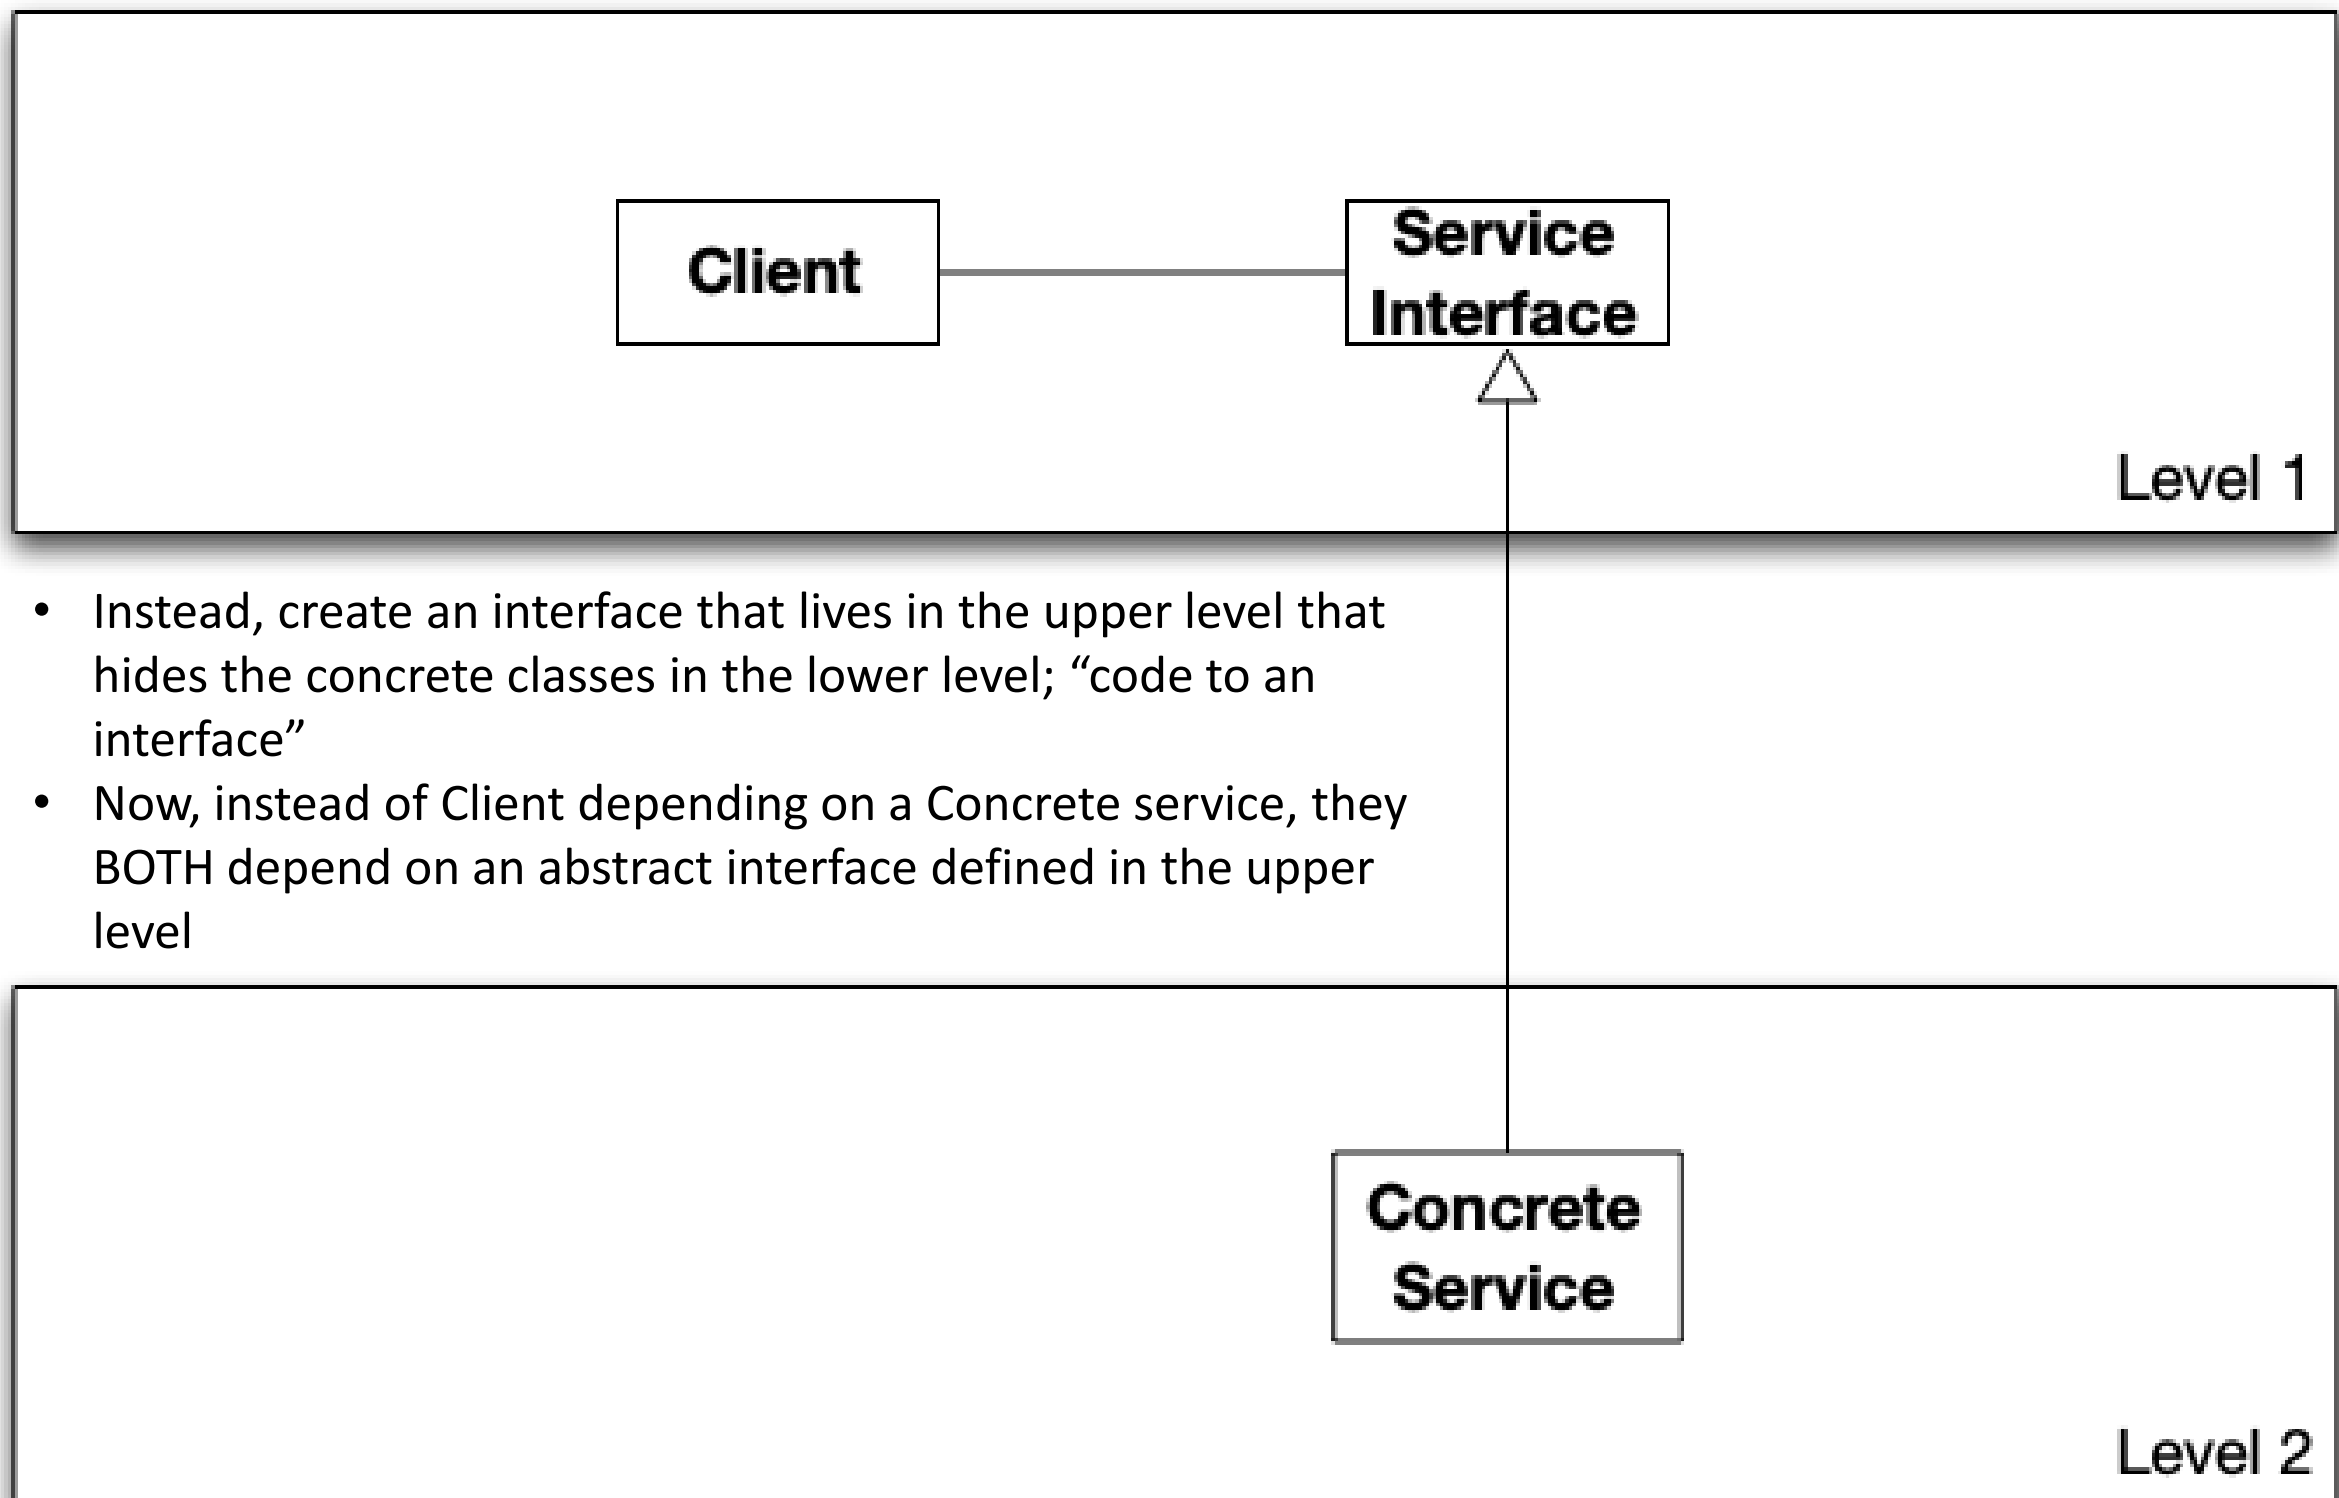 Client
Service
Interface
Level 1
• Instead, create an interface that lives in the upper level that
hides the concrete classes in the lower level; “code to an
interface”
• Now, instead of Client depending on a Concrete service, they
BOTH depend on an abstract interface defined in the upper
level
Concrete
Service
Level 2